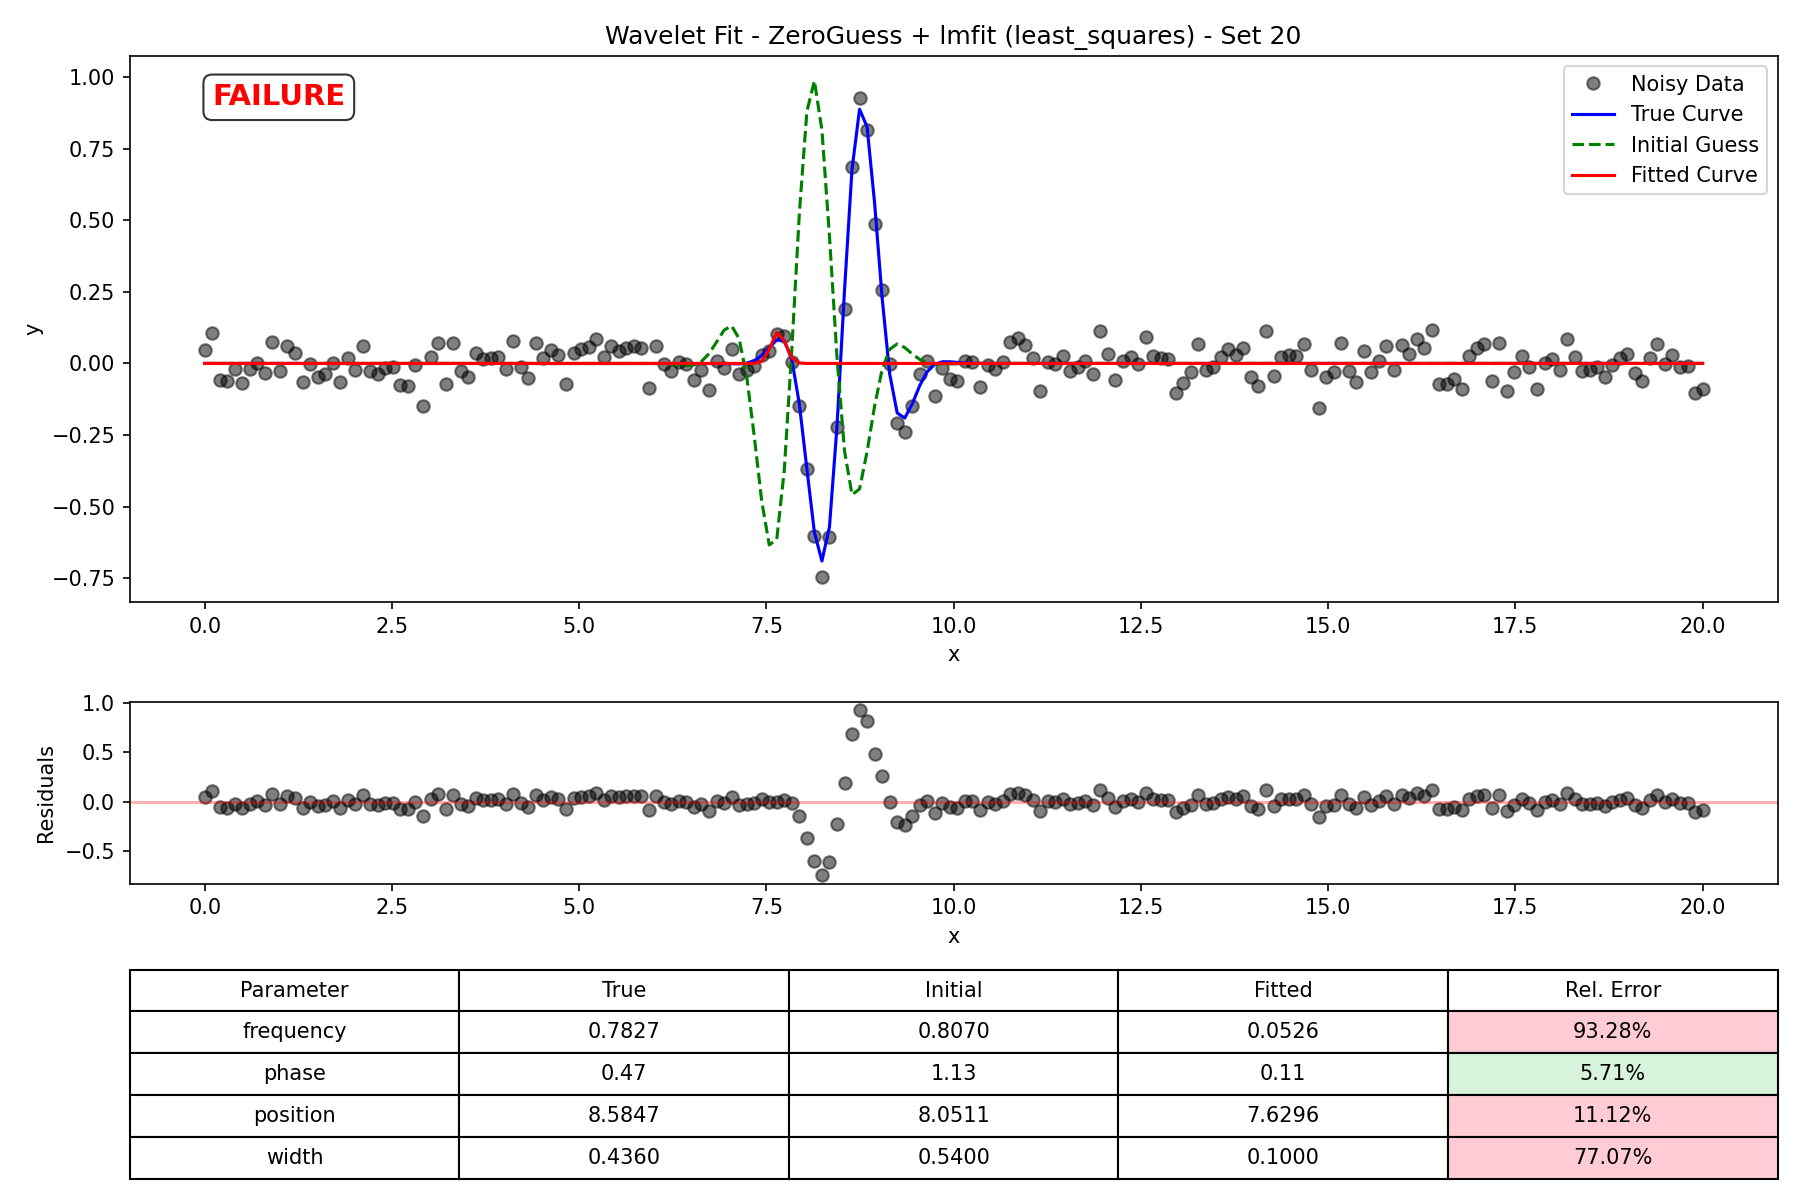 Wavelet Fit - ZeroGuess + lmfit (least_squares) - Set 20
FAILURE
Noisy Data
True Curve
Initial Guess
Fitted Curve
y
1.00
0.75
0.50
0.25
0.00
−0.25
−0.50
−0.75
0.0 2.5 5.0 7.5 10.0 12.5 15.0 17.5 20.0
x
Residuals
1.0
0.5
0.0
−0.5
0.0 2.5 5.0 7.5 10.0 12.5 15.0 17.5 20.0
x
Parameter True Initial Fitted Rel. Error
frequency 0.7827 0.8070 0.0526 93.28%
phase 0.47 1.13 0.11 5.71%
position 8.5847 8.0511 7.6296 11.12%
width 0.4360 0.5400 0.1000 77.07%